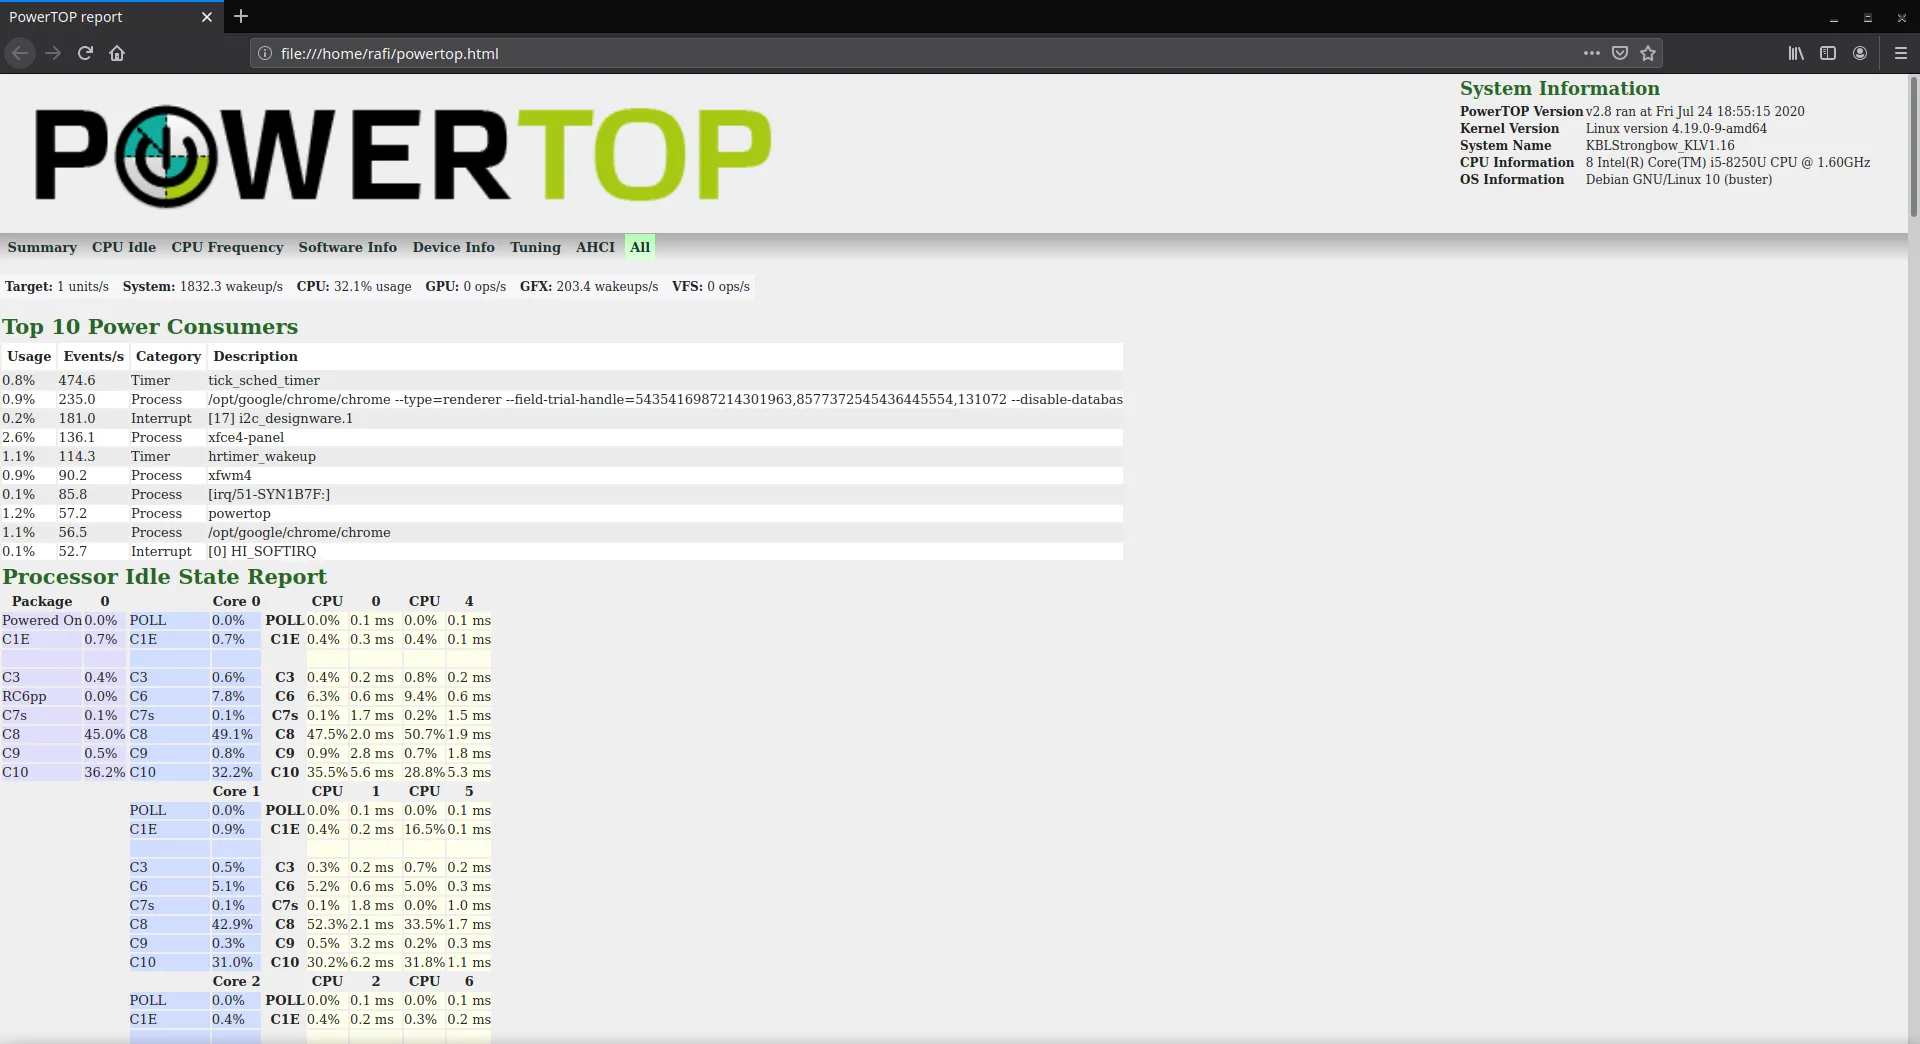 PowerTOP report
file:///home/rafi/powertop.html
POWERTOP
System Information
PowerTOP Version v2.8 ran at Fri Jul 24 18:55:15 2020
Kernel Version Linux version 4.19.0-9-amd64
System Name KBLStrongbow_KLV1.16
CPU Information 8 Intel(R) Core(TM) i5-8250U CPU @ 1.60GHz
OS Information Debian GNU/Linux 10 (buster)
Summary CPU Idle CPU Frequency Software Info Device Info Tuning AHCI All
Target: 1 units/s System: 1832.3 wakeup/s CPU: 32.1% usage GPU: 0 ops/s GFX: 203.4 wakeups/s VFS: 0 ops/s
Top 10 Power Consumers
Usage Events/s Category Description
0.8% 474.6 Timer tick_sched_timer
0.9% 235.0 Process /opt/google/chrome/chrome --type=renderer --field-trial-handle=5435416987214301963,8577372545436445554,131072 --disable-databas
0.2% 181.0 Interrupt [17] i2c_designware.1
2.6% 136.1 Process xfce4-panel
1.1% 114.3 Timer hrtimer_wakeup
0.9% 90.2 Process xfwm4
0.1% 85.8 Process [irq/51-SYN1B7F:]
1.2% 57.2 Process powertop
1.1% 56.5 Process /opt/google/chrome/chrome
0.1% 52.7 Interrupt [0] HI_SOFTIRQ
Processor Idle State Report
Package 0 Core 0 CPU 0 CPU 4
Powered On 0.0% POLL 0.0% POLL 0.0% 0.1 ms 0.0% 0.1 ms
C1E 0.7% C1E 0.7% C1E 0.4% 0.3 ms 0.4% 0.1 ms
C3 0.4% C3 0.6% C3 0.4% 0.2 ms 0.8% 0.2 ms
RC6pp 0.0% C6 7.8% C6 6.3% 0.6 ms 9.4% 0.6 ms
C7s 0.1% C7s 0.1% C7s 0.1% 1.7 ms 0.2% 1.5 ms
C8 45.0% C8 49.1% C8 47.5% 2.0 ms 50.7% 1.9 ms
C9 0.5% C9 0.8% C9 0.9% 2.8 ms 0.7% 1.8 ms
C10 36.2% C10 32.2% C10 35.5% 5.6 ms 28.8% 5.3 ms
Core 1 CPU 1 CPU 5
POLL 0.0% POLL 0.0% 0.1 ms 0.0% 0.1 ms
C1E 0.9% C1E 0.4% 0.2 ms 16.5% 0.1 ms
C3 0.5% C3 0.3% 0.2 ms 0.7% 0.2 ms
C6 5.1% C6 5.2% 0.6 ms 5.0% 0.3 ms
C7s 0.1% C7s 0.1% 1.8 ms 0.0% 1.0 ms
C8 42.9% C8 52.3% 2.1 ms 33.5% 1.7 ms
C9 0.3% C9 0.5% 3.2 ms 0.2% 0.3 ms
C10 31.0% C10 30.2% 6.2 ms 31.8% 1.1 ms
Core 2 CPU 2 CPU 6
POLL 0.0% POLL 0.0% 0.1 ms 0.0% 0.1 ms
C1E 0.4% C1E 0.4% 0.2 ms 0.3% 0.2 ms